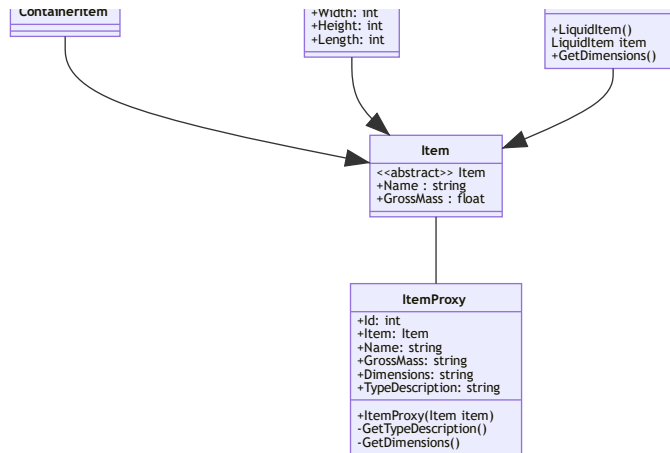 ContainerItem
+Width: int
+Height: int
+Length: int
+LiquidItem()
LiquidItem item
+GetDimensions()
Item
<<abstract>> Item
+Name : string
+GrossMass : float
ItemProxy
+Id: int
+Item: Item
+Name: string
+GrossMass: string
+Dimensions: string
+TypeDescription: string
+ItemProxy(Item item)
-GetTypeDescription()
-GetDimensions()